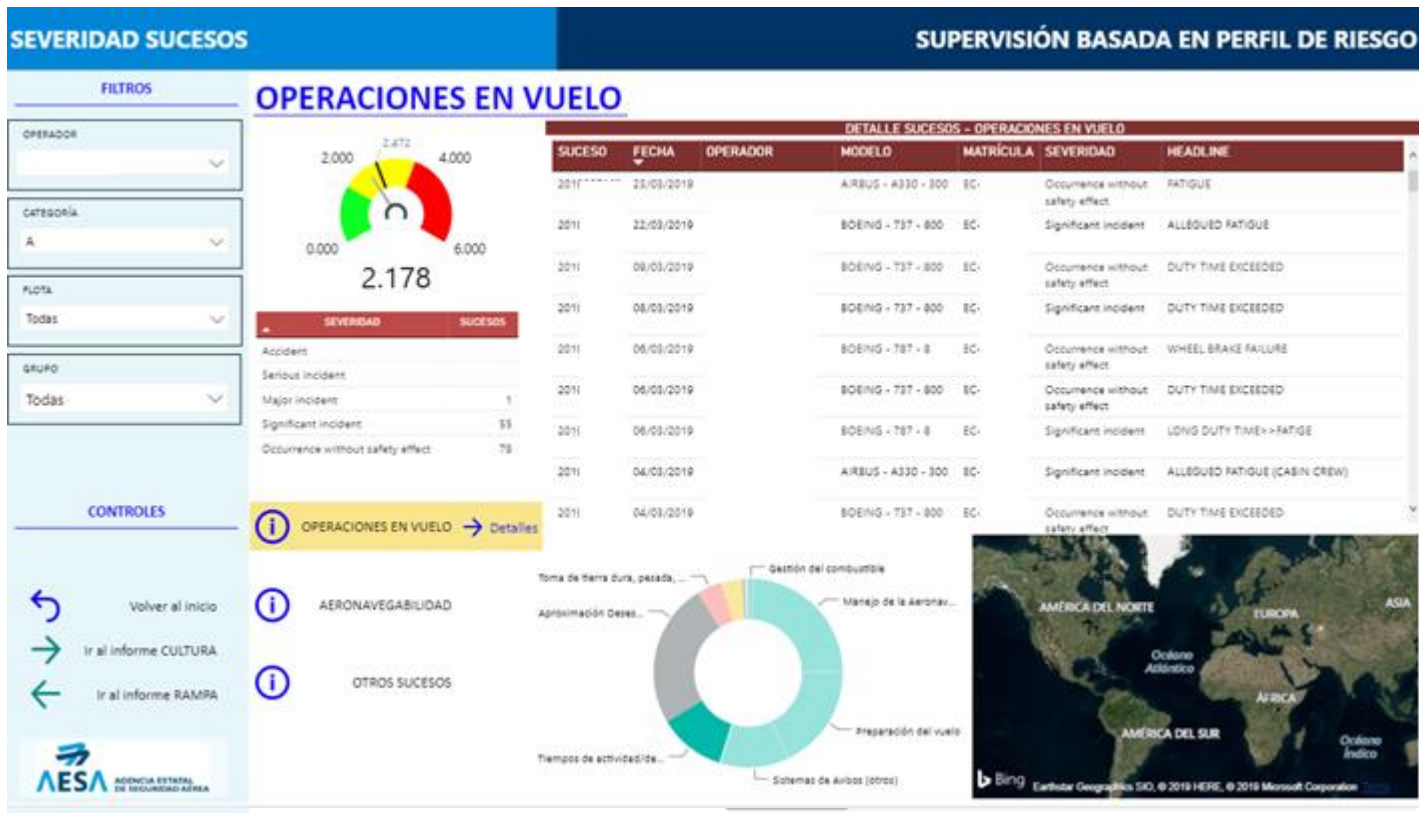 SEVERIDAD SUCESOS
SUPERVISIÓN BASADA EN PERFIL DE RIESGO
FILTROS
OPERADOR
CATEGORÍA
A
FLOTA
Todas
GRUPO
Todas
CONTROLES
Volver al inicio
Ir al informe CULTURA
Ir al informe RAMPA
AESA AGENCIA ESTATAL
DE SEGURIDAD AÉREA
OPERACIONES EN VUELO
2.472
2.000 4.000
0.000 6.000
2.178
SEVERIDAD SUCESOS
Accident
Serious incident
Major incident 1
Significant incident 55
Occurrence without safety effect 78
OPERACIONES EN VUELO Detalles
AERONAVEGABILIDAD
OTROS SUCESOS
DETALLE SUCESOS - OPERACIONES EN VUELO
SUCESO FECHA OPERADOR MODELO MATRÍCULA SEVERIDAD HEADLINE
201 25/03/2019 AIRBUS - A330 - 300 EC- Occurrence without FATIGUE
safety effect
201 22/03/2019 BOEING - 737 - 800 EC- Significant incident ALLEGUED FATIGUE
201 09/03/2019 BOEING - 737 - 800 EC- Occurrence without DUTY TIME EXCEEDED
safety effect
201 08/03/2019 BOEING - 737 - 800 EC- Significant incident DUTY TIME EXCEEDED
201 06/03/2019 BOEING - 787 - 8 EC- Occurrence without WHEEL BRAKE FAILURE
safety effect
201 06/03/2019 BOEING - 737 - 800 EC- Occurrence without DUTY TIME EXCEEDED
safety effect
201 06/03/2019 BOEING - 787 - 8 EC- Significant incident LONG DUTY TIME>>FATIGE
201 04/03/2019 AIRBUS - A330 - 300 EC- Significant incident ALLEGUED FATIGUE (CABIN CREW)
201 04/03/2019 BOEING - 737 - 800 EC- Occurrence without DUTY TIME EXCEEDED
safety effect
Toma de tierra dura, pesada, ...
Gestión del combustible
Aproximación Deses...
Manejo de la Aeronav...
Preparación del vuelo
Tiempos de actividad/de...
Sistemas de Avisos (otros)
AMÉRICA DEL NORTE
EUROPA
ASIA
Océano
Atlántico
ÁFRICA
AMÉRICA DEL SUR
Océano
Índico
Bing Earthstar Geographics SIO, © 2019 HERE, © 2019 Microsoft Corporation Terms